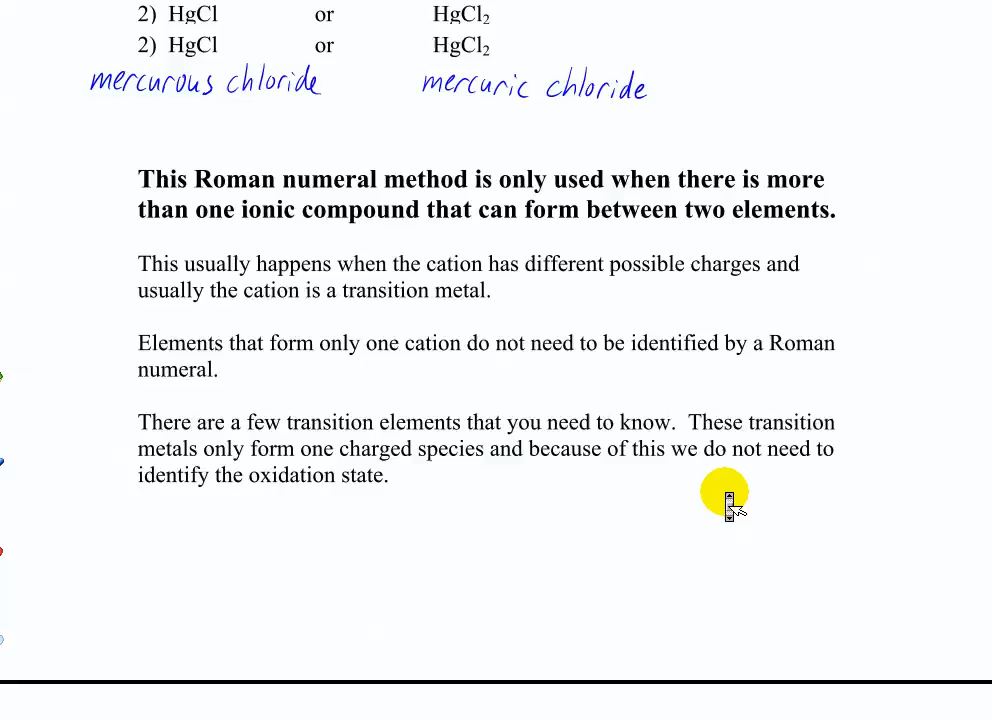 2) HgCl or HgCl₂
2) HgCl or HgCl₂
mercurous chloride mercuric chloride
This Roman numeral method is only used when there is more
than one ionic compound that can form between two elements.
This usually happens when the cation has different possible charges and
usually the cation is a transition metal.
Elements that form only one cation do not need to be identified by a Roman
numeral.
There are a few transition elements that you need to know. These transition
metals only form one charged species and because of this we do not need to
identify the oxidation state.